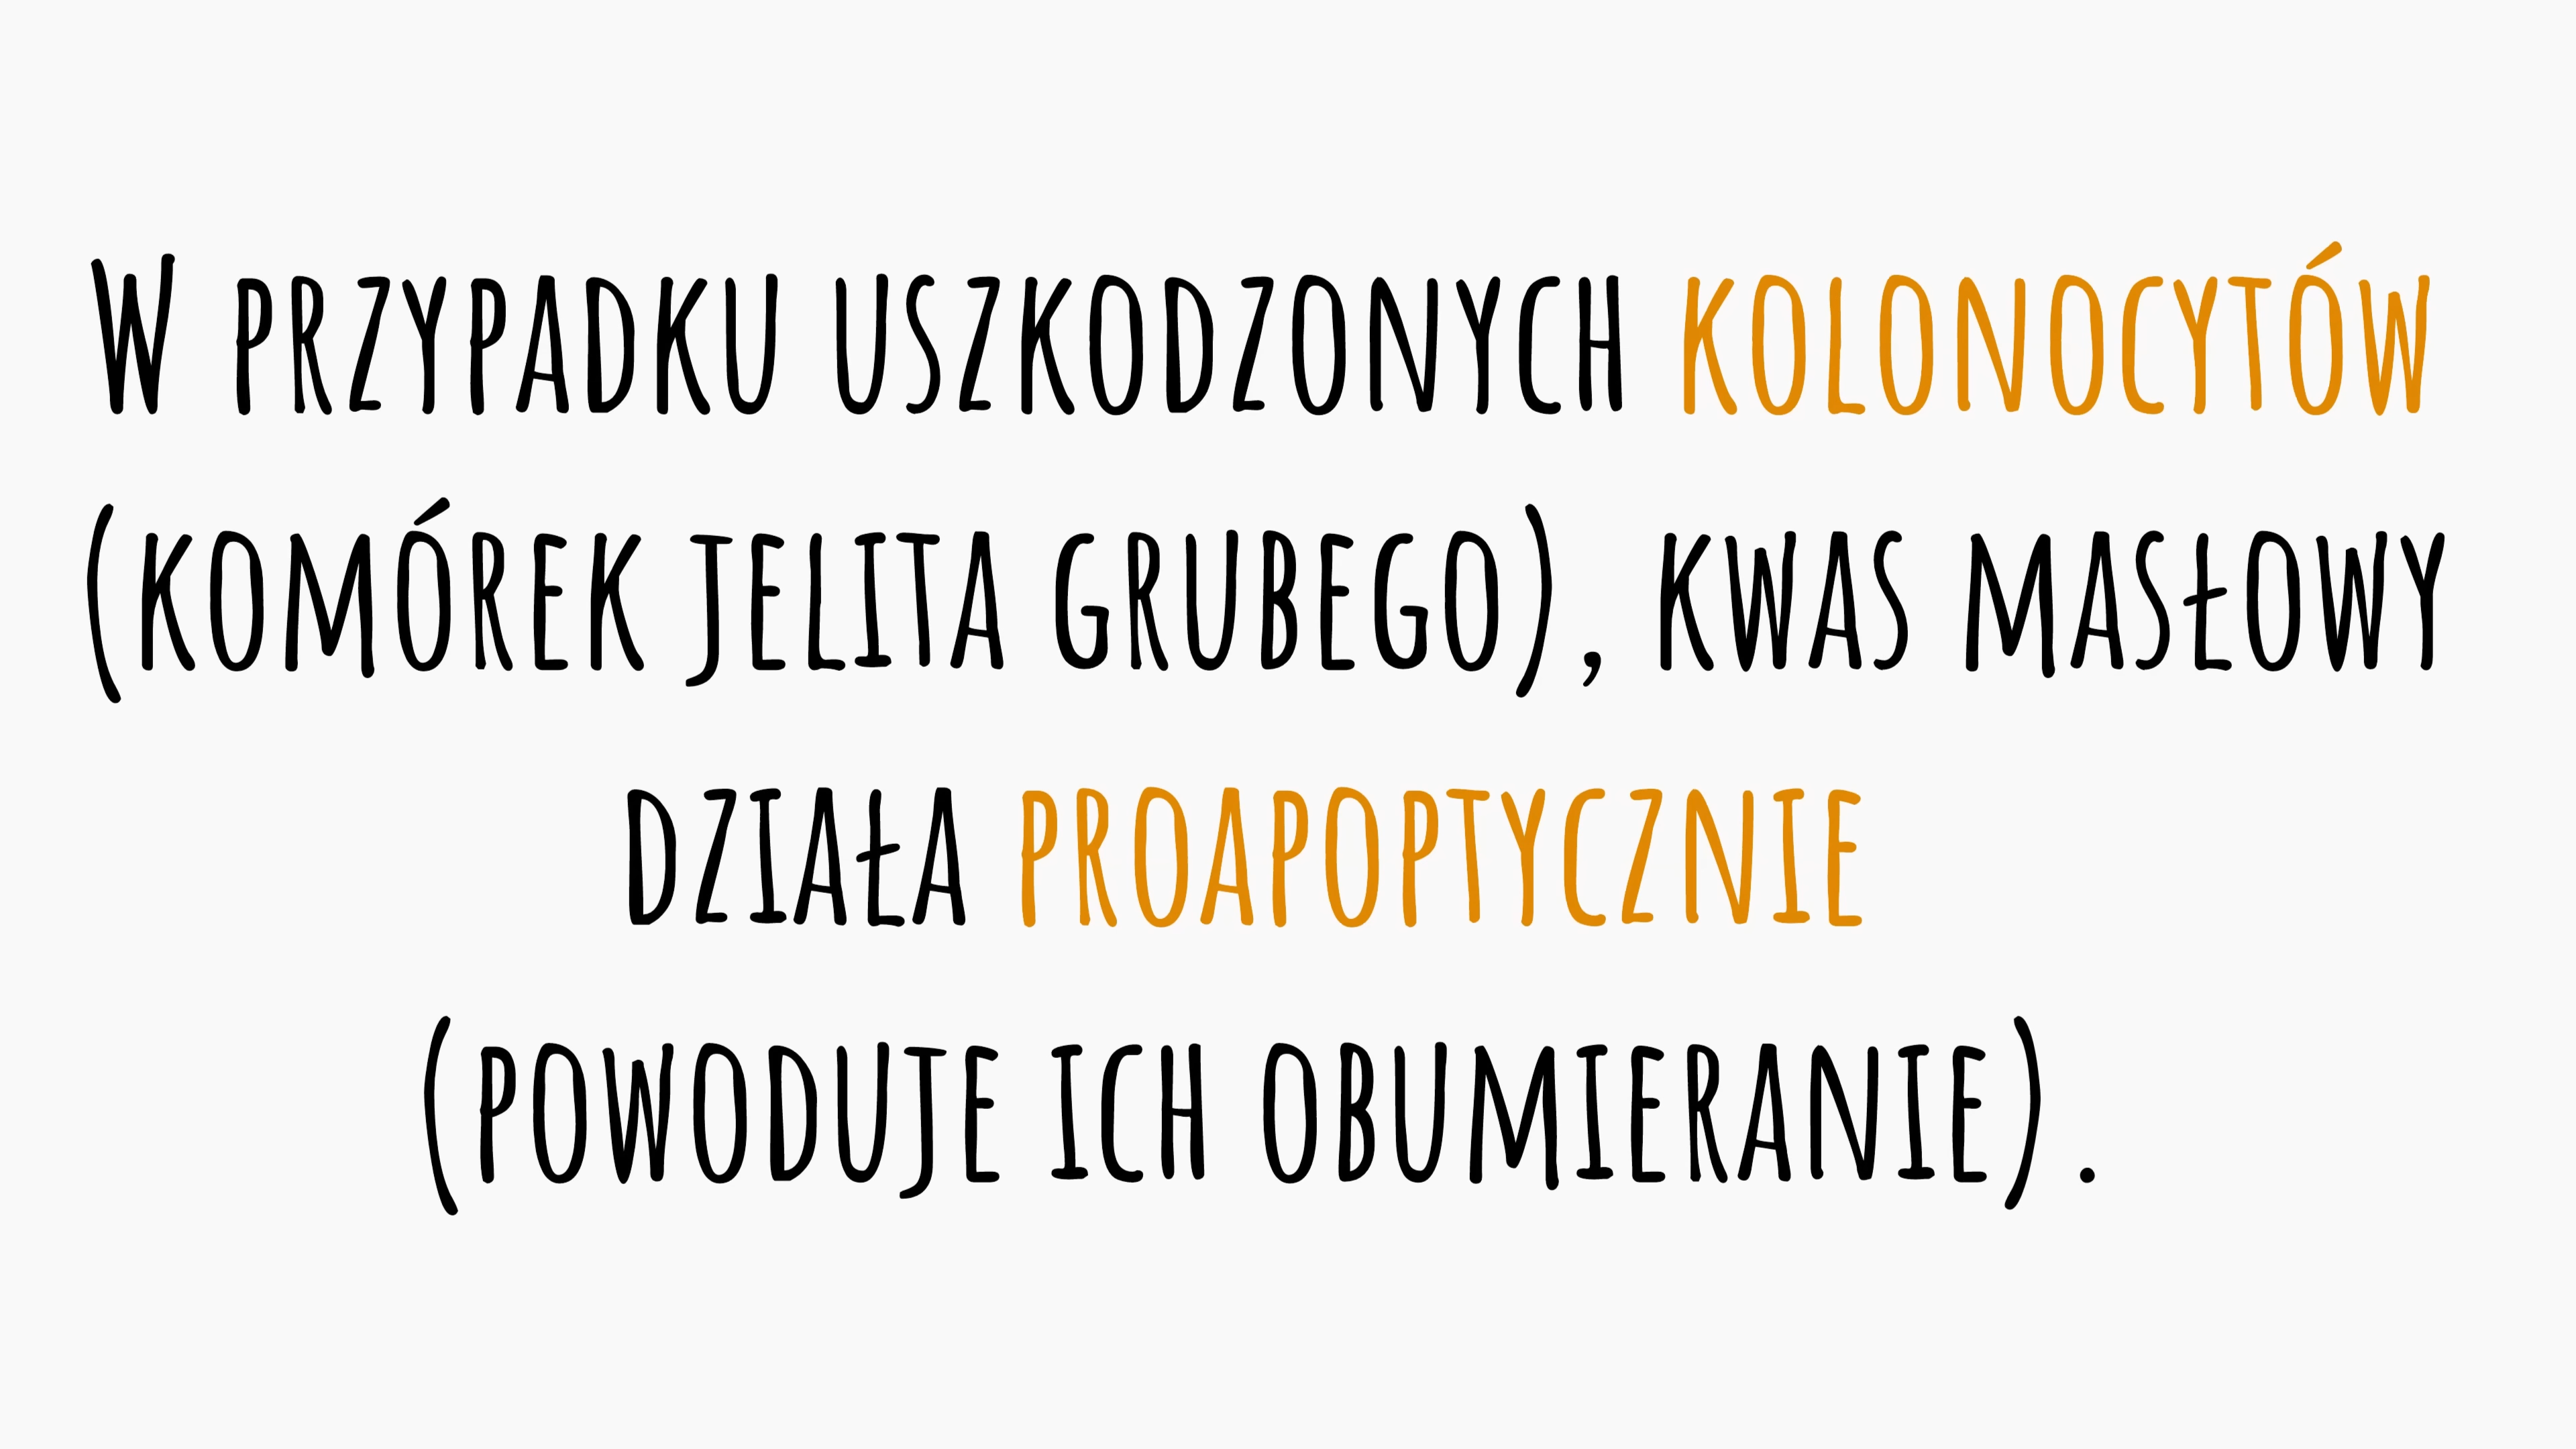 W PRZYPADKU USZKODZONYCH KOLONOCYTÓW
(KOMÓREK JELITA GRUBEGO), KWAS MASŁOWY
DZIAŁA PROAPOPTYCZNIE
(POWODUJE ICH OBUMIERANIE).